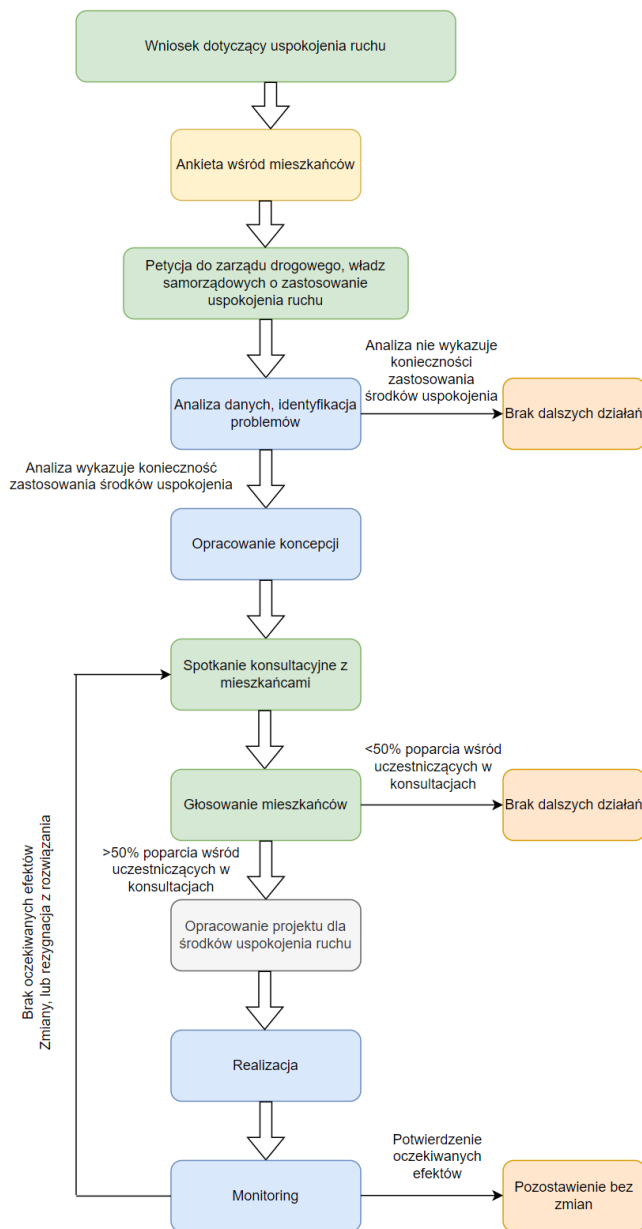 Wniosek dotyczący uspokojenia ruchu
Ankieta wśród mieszkańców
Petycja do zarządu drogowego, władz
samorządowych o zastosowanie
uspokojenia ruchu
Analiza nie wykazuje
konieczności
zastosowania
środków uspokojenia
Analiza danych, identyfikacja
problemów
Brak dalszych działań
Analiza wykazuje konieczność
zastosowania środków uspokojenia
Opracowanie koncepcji
Spotkanie konsultacyjne z
mieszkańcami
<50% poparcia wśród
uczestniczących w
konsultacjach
Głosowanie mieszkańców
Brak dalszych działań
>50% poparcia wśród
uczestniczących w
konsultacjach
Opracowanie projektu dla
środków uspokojenia ruchu
Brak oczekiwanych efektów
Zmiany, lub rezygnacja z rozwiązania
Realizacja
Potwierdzenie
oczekiwanych
efektów
Monitoring
Pozostawienie bez
zmian